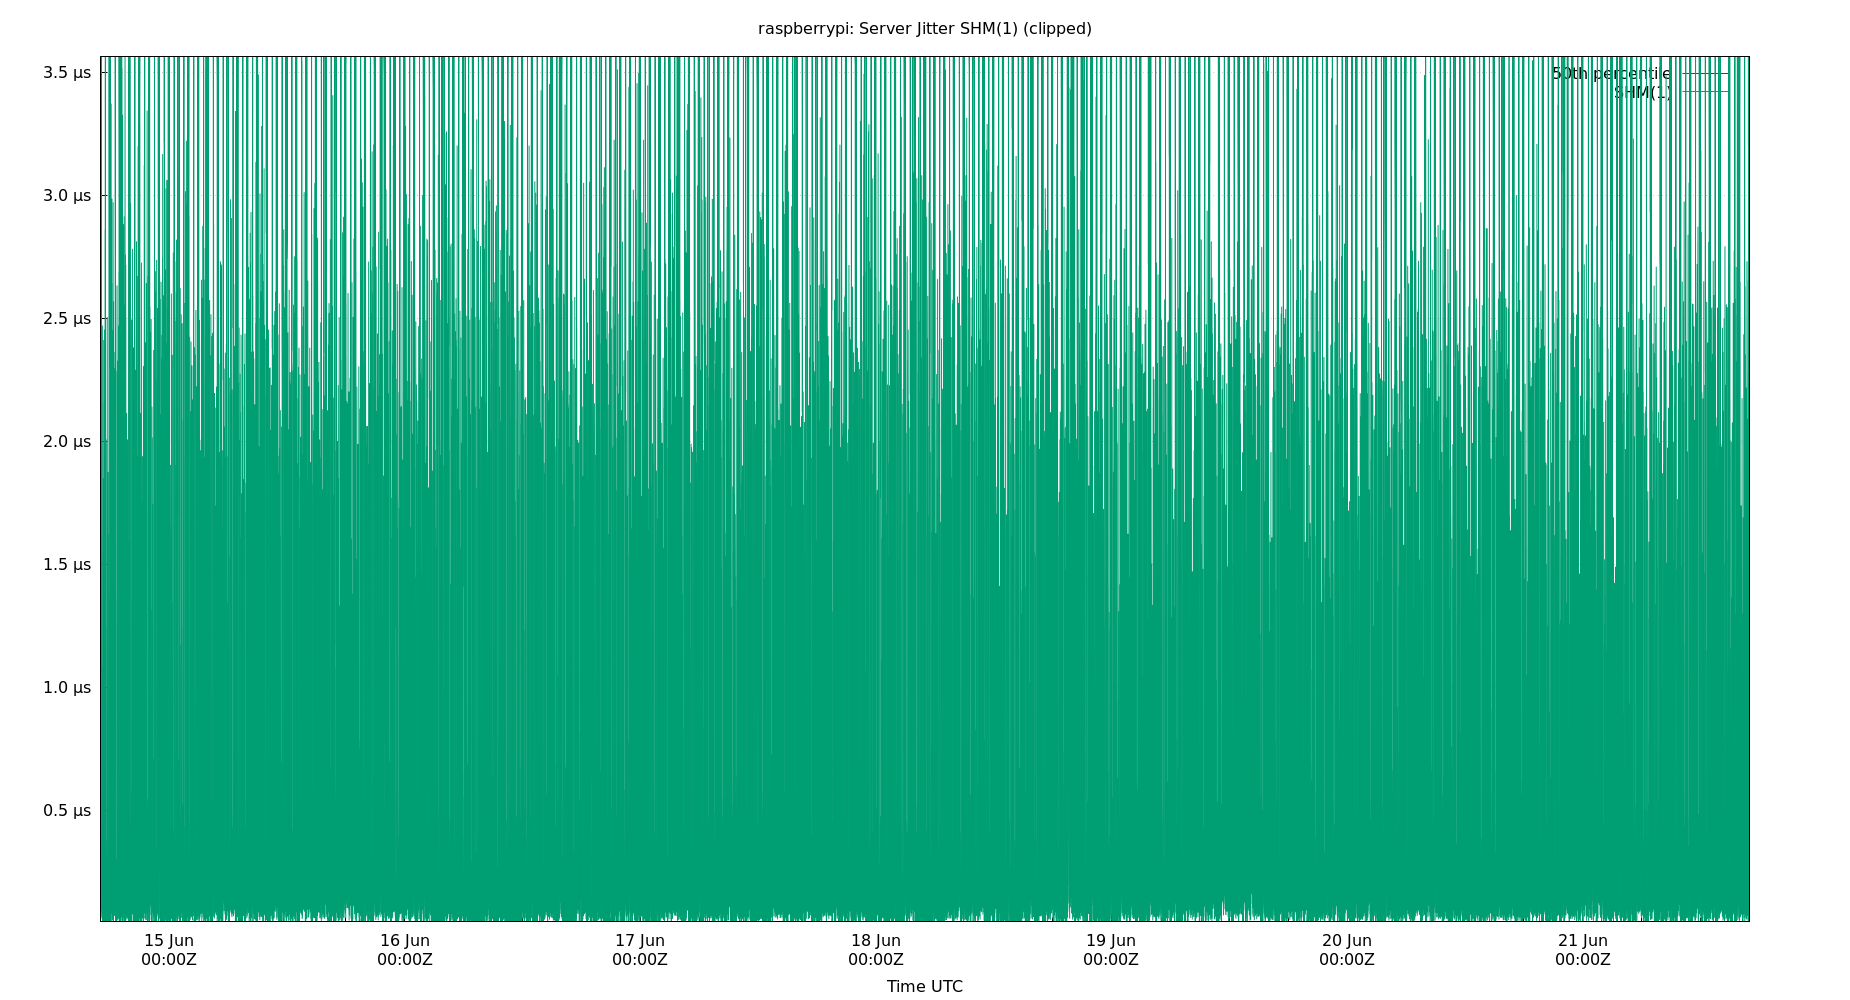 raspberrypi: Server Jitter SHM(1) (clipped)
3.5 µs
50th percentile
SHM(1)
3.0 µs
2.5 µs
2.0 µs
1.5 µs
1.0 µs
0.5 µs
15 Jun 16 Jun 17 Jun 18 Jun 19 Jun 20 Jun 21 Jun
00:00Z 00:00Z 00:00Z 00:00Z 00:00Z 00:00Z 00:00Z
Time UTC